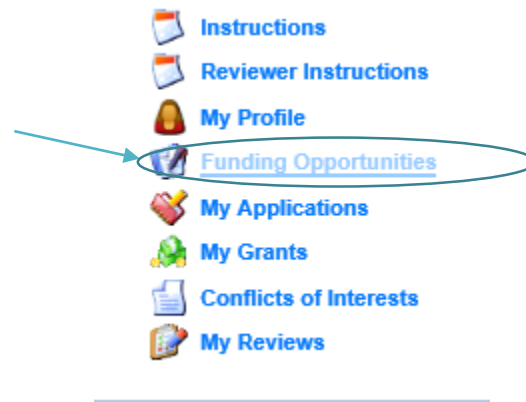 Instructions
Reviewer Instructions
My Profile
Funding Opportunities
My Applications
My Grants
Conflicts of Interests
My Reviews